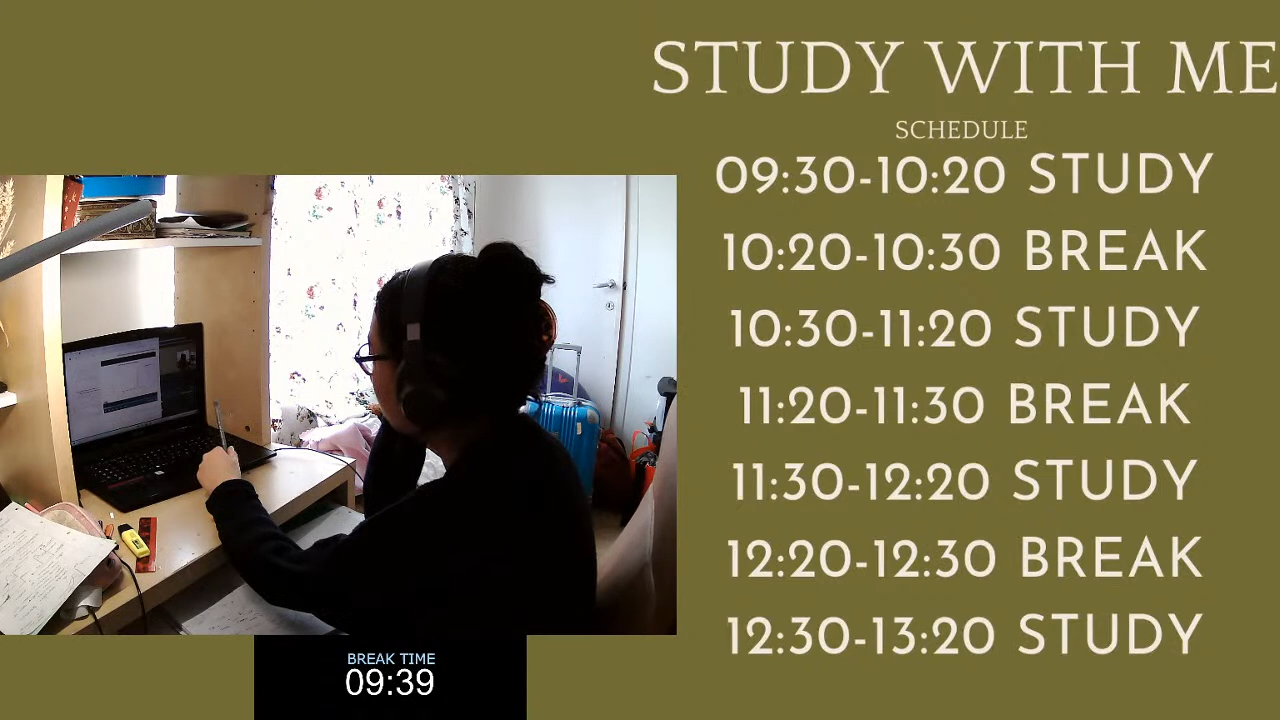 STUDY WITH ME
SCHEDULE
09:30-10:20 STUDY
10:20-10:30 BREAK
10:30-11:20 STUDY
11:20-11:30 BREAK
11:30-12:20 STUDY
12:20-12:30 BREAK
12:30-13:20 STUDY
BREAK TIME
09:39